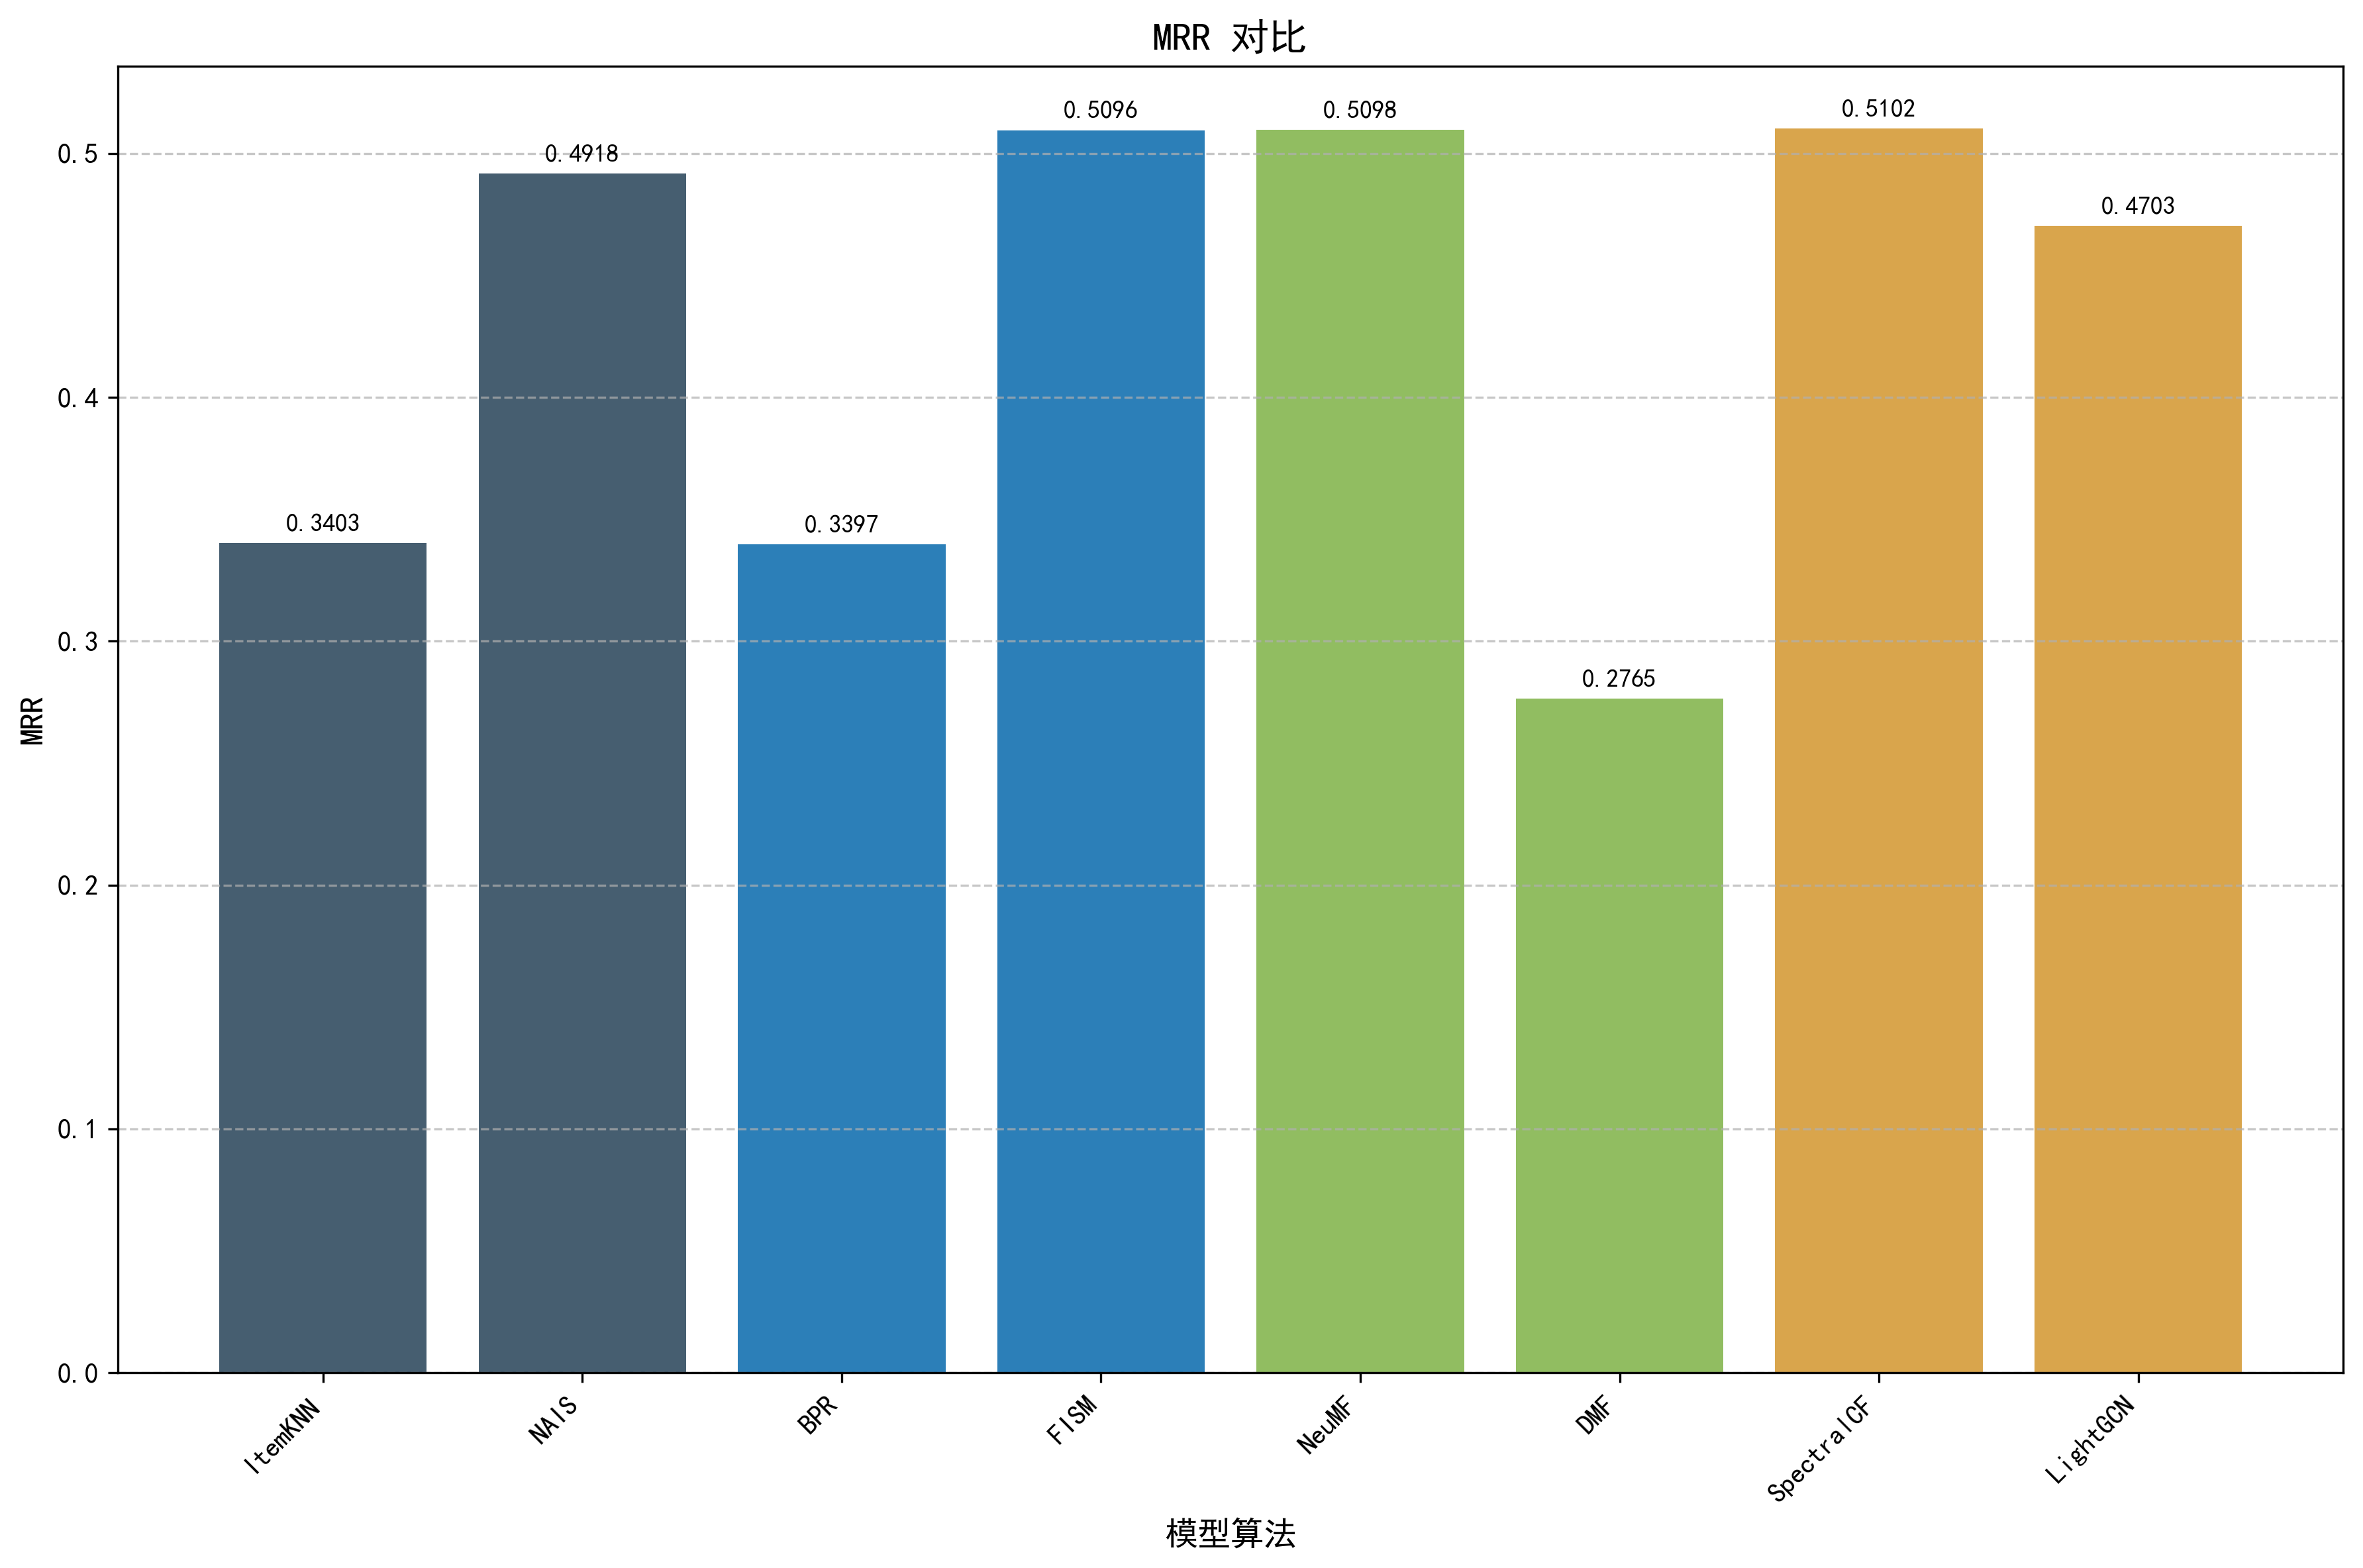 MRR 对比
0.5
0.4
0.3
0.2
0.1
0.0
MRR
0.3403
0.4918
0.3397
0.5096
0.5098
0.2765
0.5102
0.4703
ItemKNN
NAIS
BPR
FISM
NeuMF
DMF
SpectralCF
LightGCN
模型算法